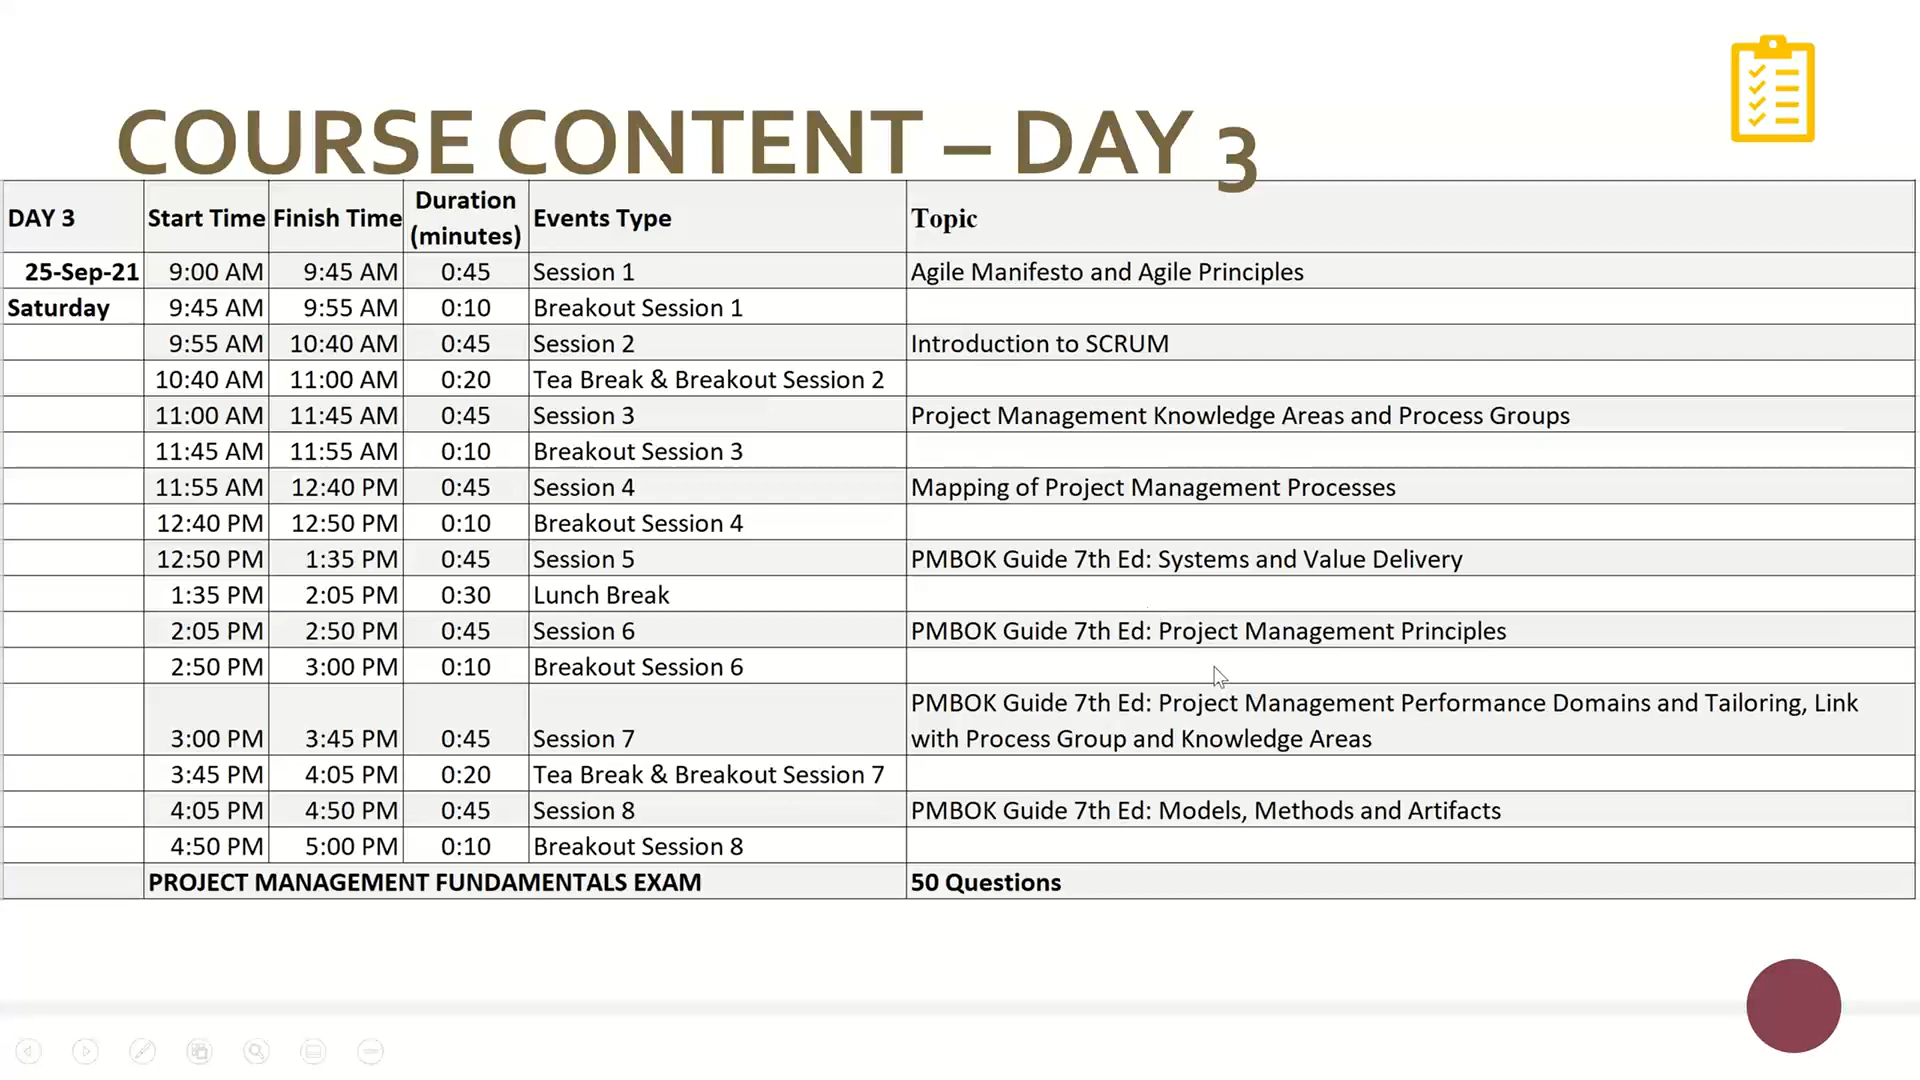 COURSE CONTENT – DAY 3
DAY 3 Start Time Finish Time Duration (minutes) Events Type Topic
25-Sep-21 9:00 AM 9:45 AM 0:45 Session 1 Agile Manifesto and Agile Principles
Saturday 9:45 AM 9:55 AM 0:10 Breakout Session 1
9:55 AM 10:40 AM 0:45 Session 2 Introduction to SCRUM
10:40 AM 11:00 AM 0:20 Tea Break & Breakout Session 2
11:00 AM 11:45 AM 0:45 Session 3 Project Management Knowledge Areas and Process Groups
11:45 AM 11:55 AM 0:10 Breakout Session 3
11:55 AM 12:40 PM 0:45 Session 4 Mapping of Project Management Processes
12:40 PM 12:50 PM 0:10 Breakout Session 4
12:50 PM 1:35 PM 0:45 Session 5 PMBOK Guide 7th Ed: Systems and Value Delivery
1:35 PM 2:05 PM 0:30 Lunch Break
2:05 PM 2:50 PM 0:45 Session 6 PMBOK Guide 7th Ed: Project Management Principles
2:50 PM 3:00 PM 0:10 Breakout Session 6
3:00 PM 3:45 PM 0:45 Session 7 PMBOK Guide 7th Ed: Project Management Performance Domains and Tailoring, Link
with Process Group and Knowledge Areas
3:45 PM 4:05 PM 0:20 Tea Break & Breakout Session 7
4:05 PM 4:50 PM 0:45 Session 8 PMBOK Guide 7th Ed: Models, Methods and Artifacts
4:50 PM 5:00 PM 0:10 Breakout Session 8
PROJECT MANAGEMENT FUNDAMENTALS EXAM 50 Questions